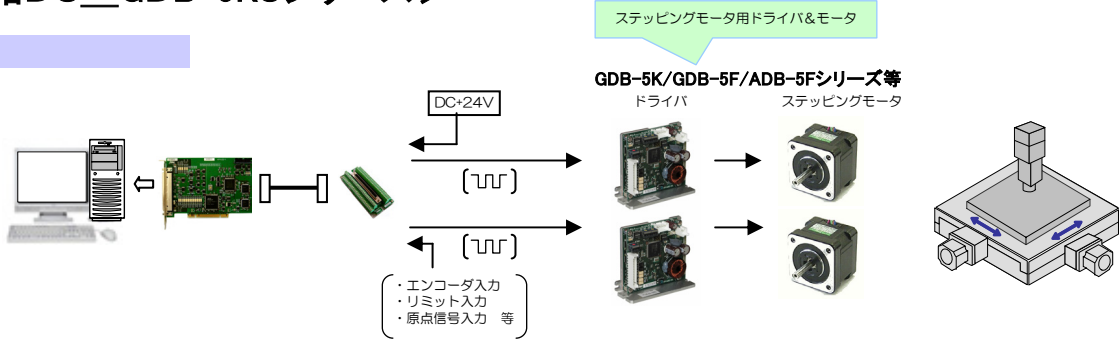 ステッピングモータ用ドライバ&モータ
GDB-5K/GDB-5F/ADB-5Fシリーズ等
ドライバ
ステッピングモータ
DC+24V
・エンコーダ入力
・リミット入力
・原点信号入力　等